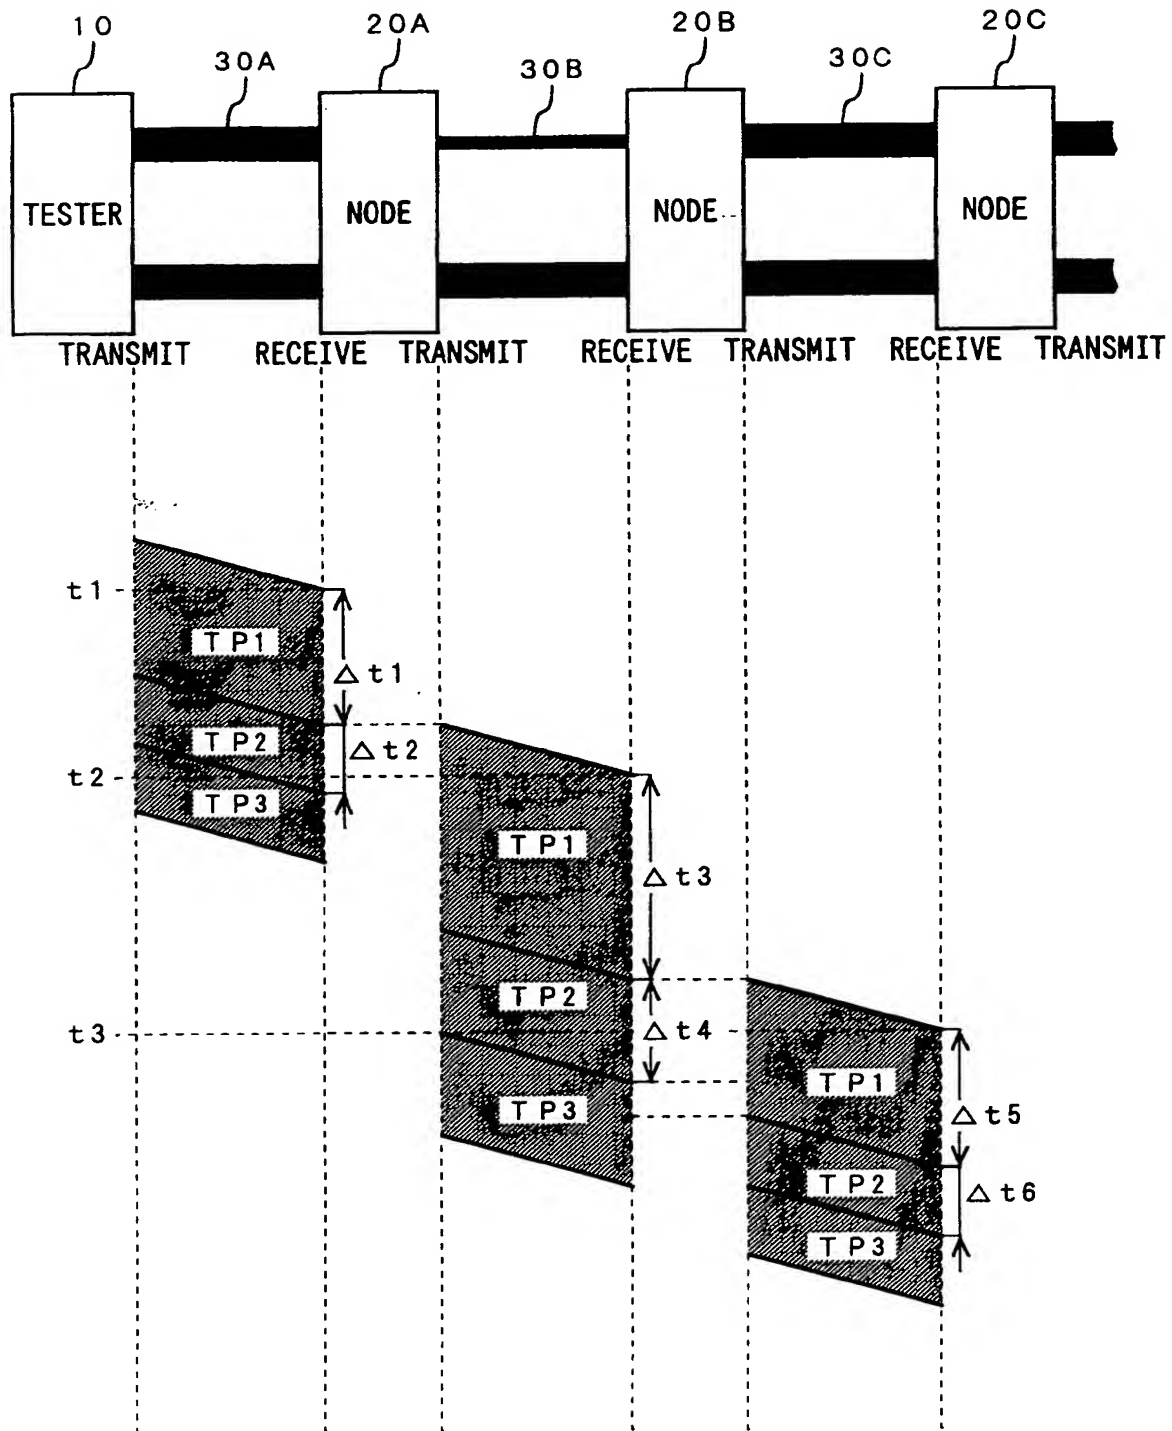 10
20A
20B
20C
30A
30B
30C
TESTER
NODE
NODE
NODE
TRANSMIT
RECEIVE
TRANSMIT
RECEIVE
TRANSMIT
RECEIVE
TRANSMIT
t1
TP1
△t1
TP2
△t2
t2
TP3
TP1
△t3
TP2
t3
△t4
TP1
TP3
△t5
TP2
△t6
TP3